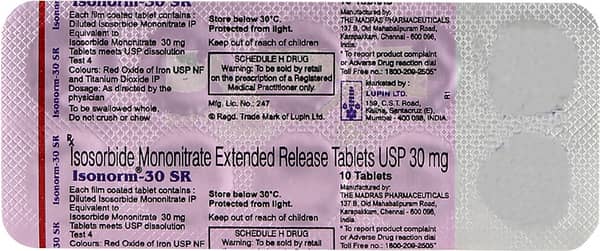 Isonorm-30 SR
Each film coated tablet contains:
Diluted Isosorbide Mononitrate IP
Equivalent to
Isosorbide Mononitrate 30 mg
Tablets meets USP dissolution
Test 4
Colours: Red Oxide of Iron USP NF
and Titanium Dioxide IP
Dosage: As directed by the
physician
To be swallowed whole.
Do not crush or chew
Store below 30°C.
Protected from light.
Keep out of reach of children
SCHEDULE H DRUG
Warning: To be sold by retail
on the prescription of a Registered
Medical Practitioner only.
Mfg. Lic. No.: 247
® Regd. Trade Mark of Lupin Ltd.
Manufactured by:
THE MADRAS PHARMACEUTICALS
137 B, Old Mahabalipuram Road,
Karapakkam, Chennai - 600 096,
India.
* To report product complaint
or Adverse Drug reaction dial
Toll Free no.: 1800-209-2505*
Marketed by:
LUPIN LTD.
159, C.S.T. Road,
Kalina, Santacruz (E),
Mumbai - 400 098, INDIA.
R1
Isonorm-30 SR
Isonorm-30 SR
Rx
Isosorbide Mononitrate Extended Release Tablets USP 30 mg
Isonorm®-30 SR
10 Tablets
Each film coated tablet contains:
Diluted Isosorbide Mononitrate IP
Equivalent to
Isosorbide Mononitrate 30 mg
Tablets meets USP dissolution
Test 4
Colours: Red Oxide of Iron USP NF
Store below 30°C.
Protected from light.
Keep out of reach of children
SCHEDULE H DRUG
Warning: To be sold by retail
Manufactured by:
THE MADRAS PHARMACEUTICALS
137 B, Old Mahabalipuram Road,
Karapakkam, Chennai - 600 096,
India.
* To report product complaint
or Adverse Drug reaction dial
Toll Free no.: 1800-209-2505*